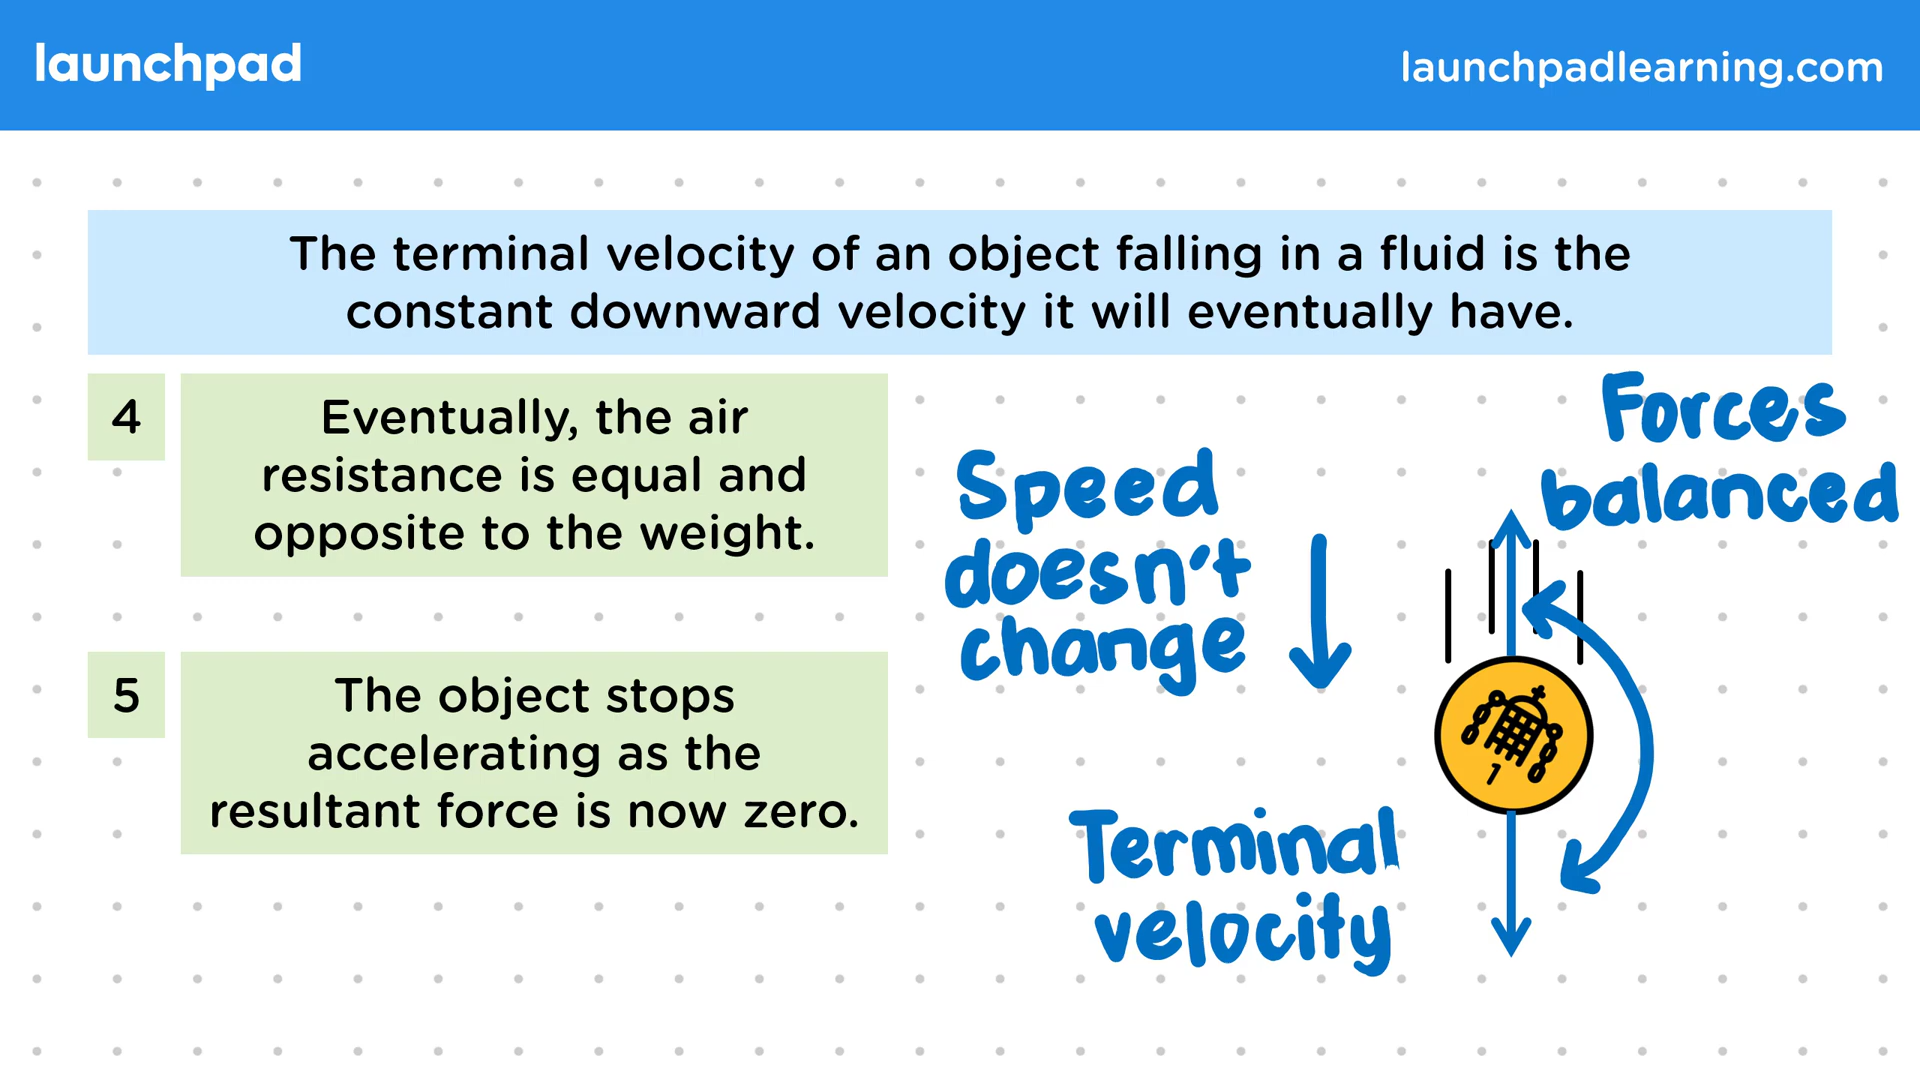 launchpad
launchpadlearning.com
The terminal velocity of an object falling in a fluid is the
constant downward velocity it will eventually have.
4
Eventually, the air
resistance is equal and
opposite to the weight.
5
The object stops
accelerating as the
resultant force is now zero.
Speed
doesn't
change
Forces
balanced
1
Terminal
velocity